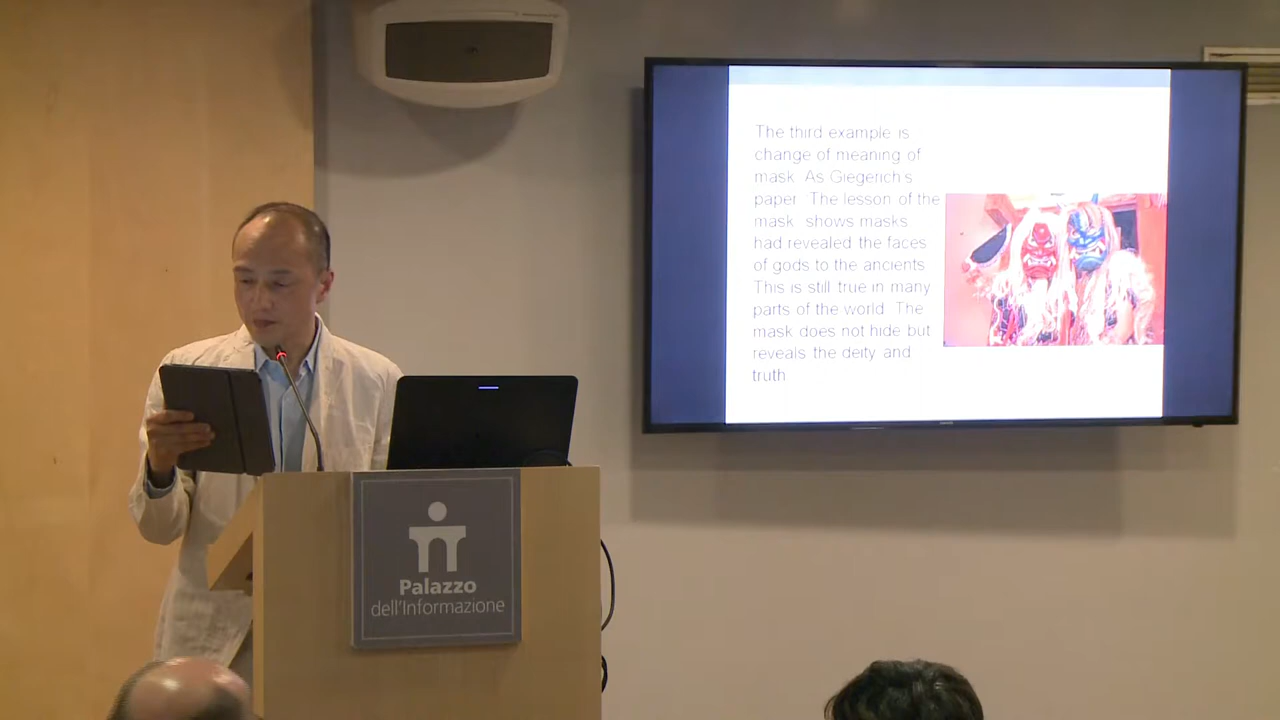 The third example is
change of meaning of
mask. As Giegerich's
paper "The lesson of the
mask" shows masks
had revealed the faces
of gods to the ancients.
This is still true in many
parts of the world. The
mask does not hide but
reveals the deity and
truth
Palazzo
dell'Informazione